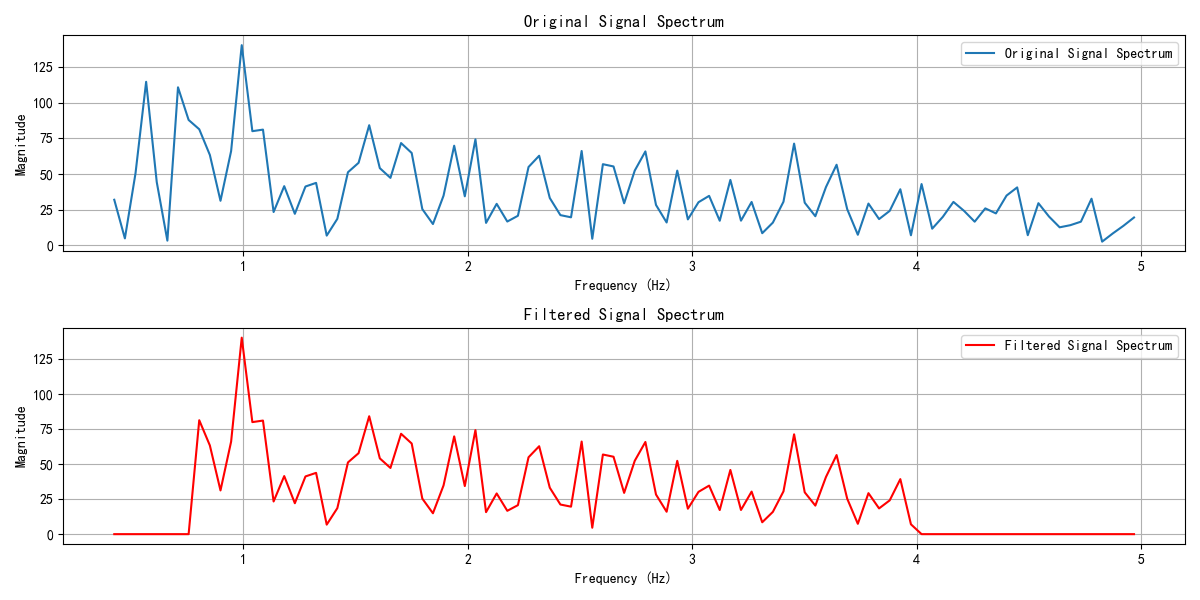 Original Signal Spectrum
Original Signal Spectrum
Magnitude
125
100
75
50
25
0
1 2 3 4 5
Frequency (Hz)
Filtered Signal Spectrum
Filtered Signal Spectrum
Magnitude
125
100
75
50
25
0
1 2 3 4 5
Frequency (Hz)